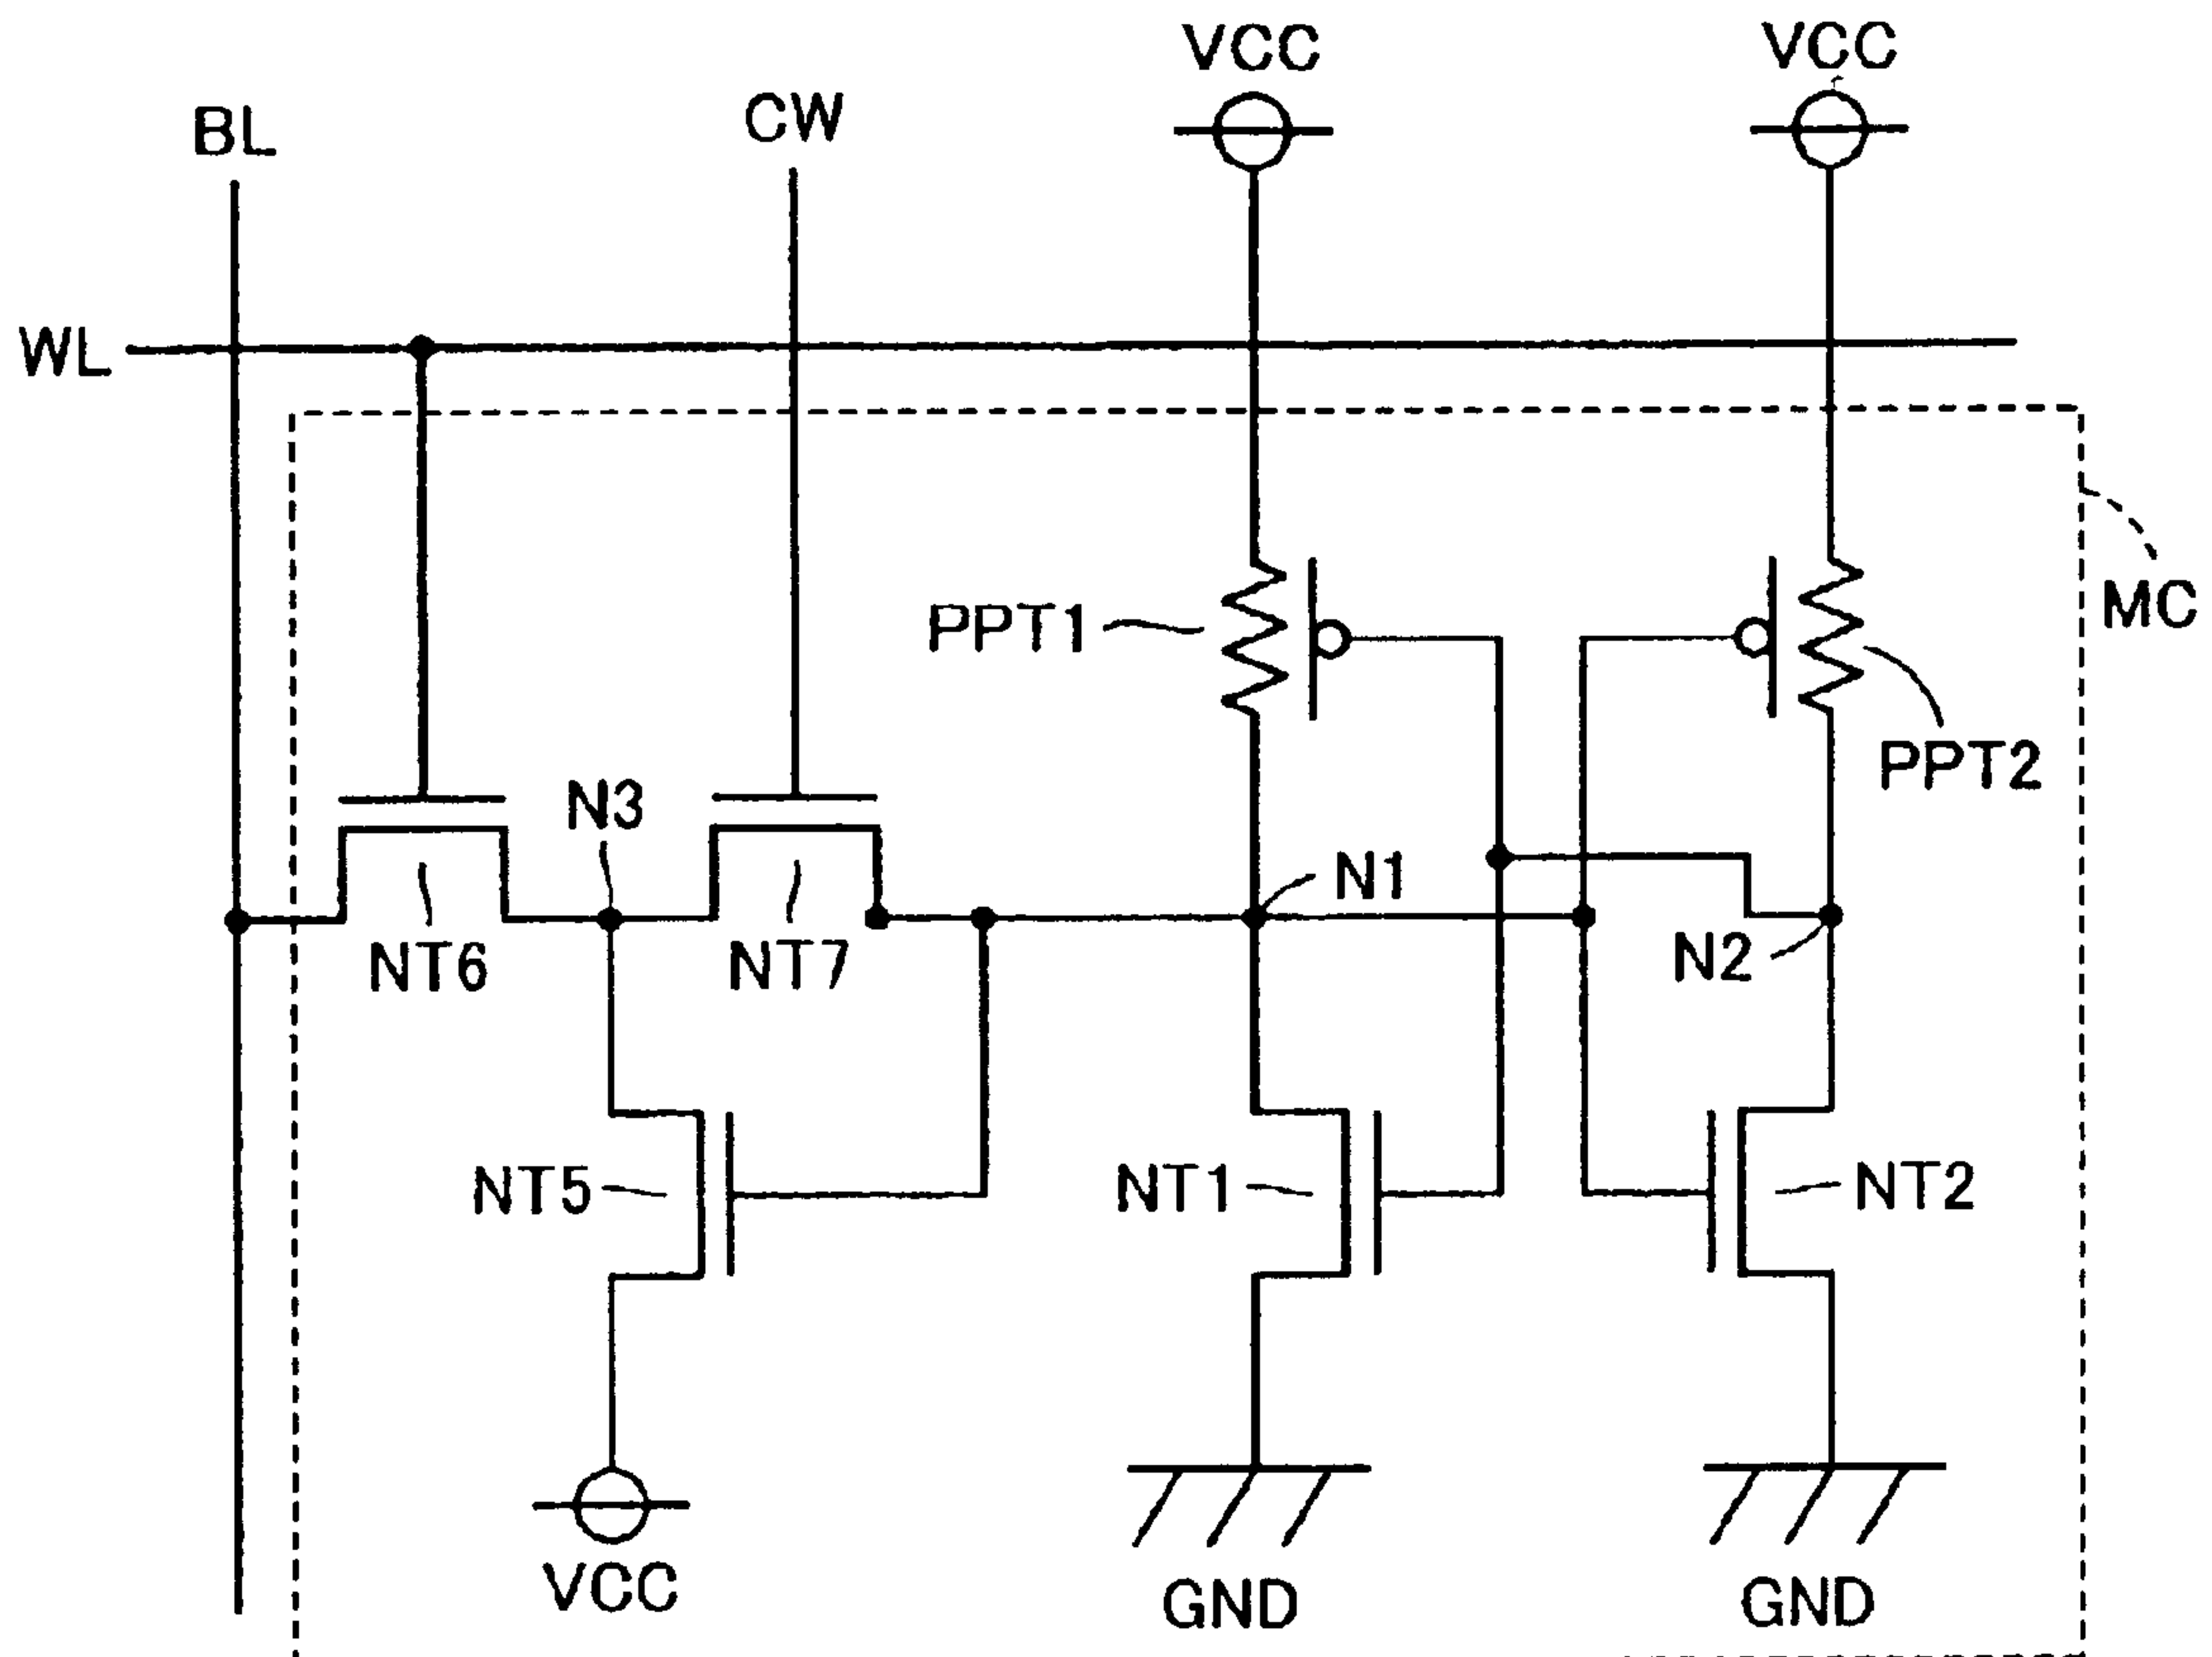 VCC
VCC
BL
CW
WL
MC
PPT1
PPT2
N3
N1
NT6
NT7
N2
NT5
NT1
NT2
VCC
GND
GND